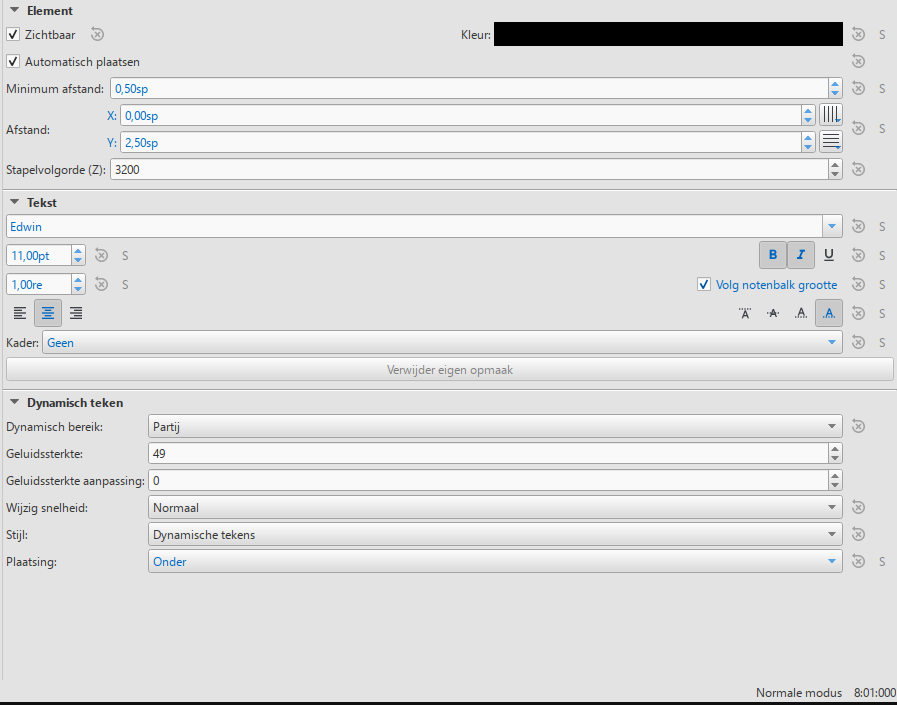 Element
Zichtbaar Kleur: S
Automatisch plaatsen
Minimum afstand: 0,50sp S
X: 0,00sp
Afstand: S
Y: 2,50sp
Stapelvolgorde (Z): 3200
Tekst
Edwin S
11,00pt S B I U S
1,00re S Volg notenbalk grootte S
A A A A S
Kader: Geen S
Verwijder eigen opmaak
Dynamisch teken
Dynamisch bereik: Partij
Geluidssterkte: 49
Geluidssterkte aanpassing: 0
Wijzig snelheid: Normaal
Stijl: Dynamische tekens
Plaatsing: Onder S
Normale modus 8:01:000